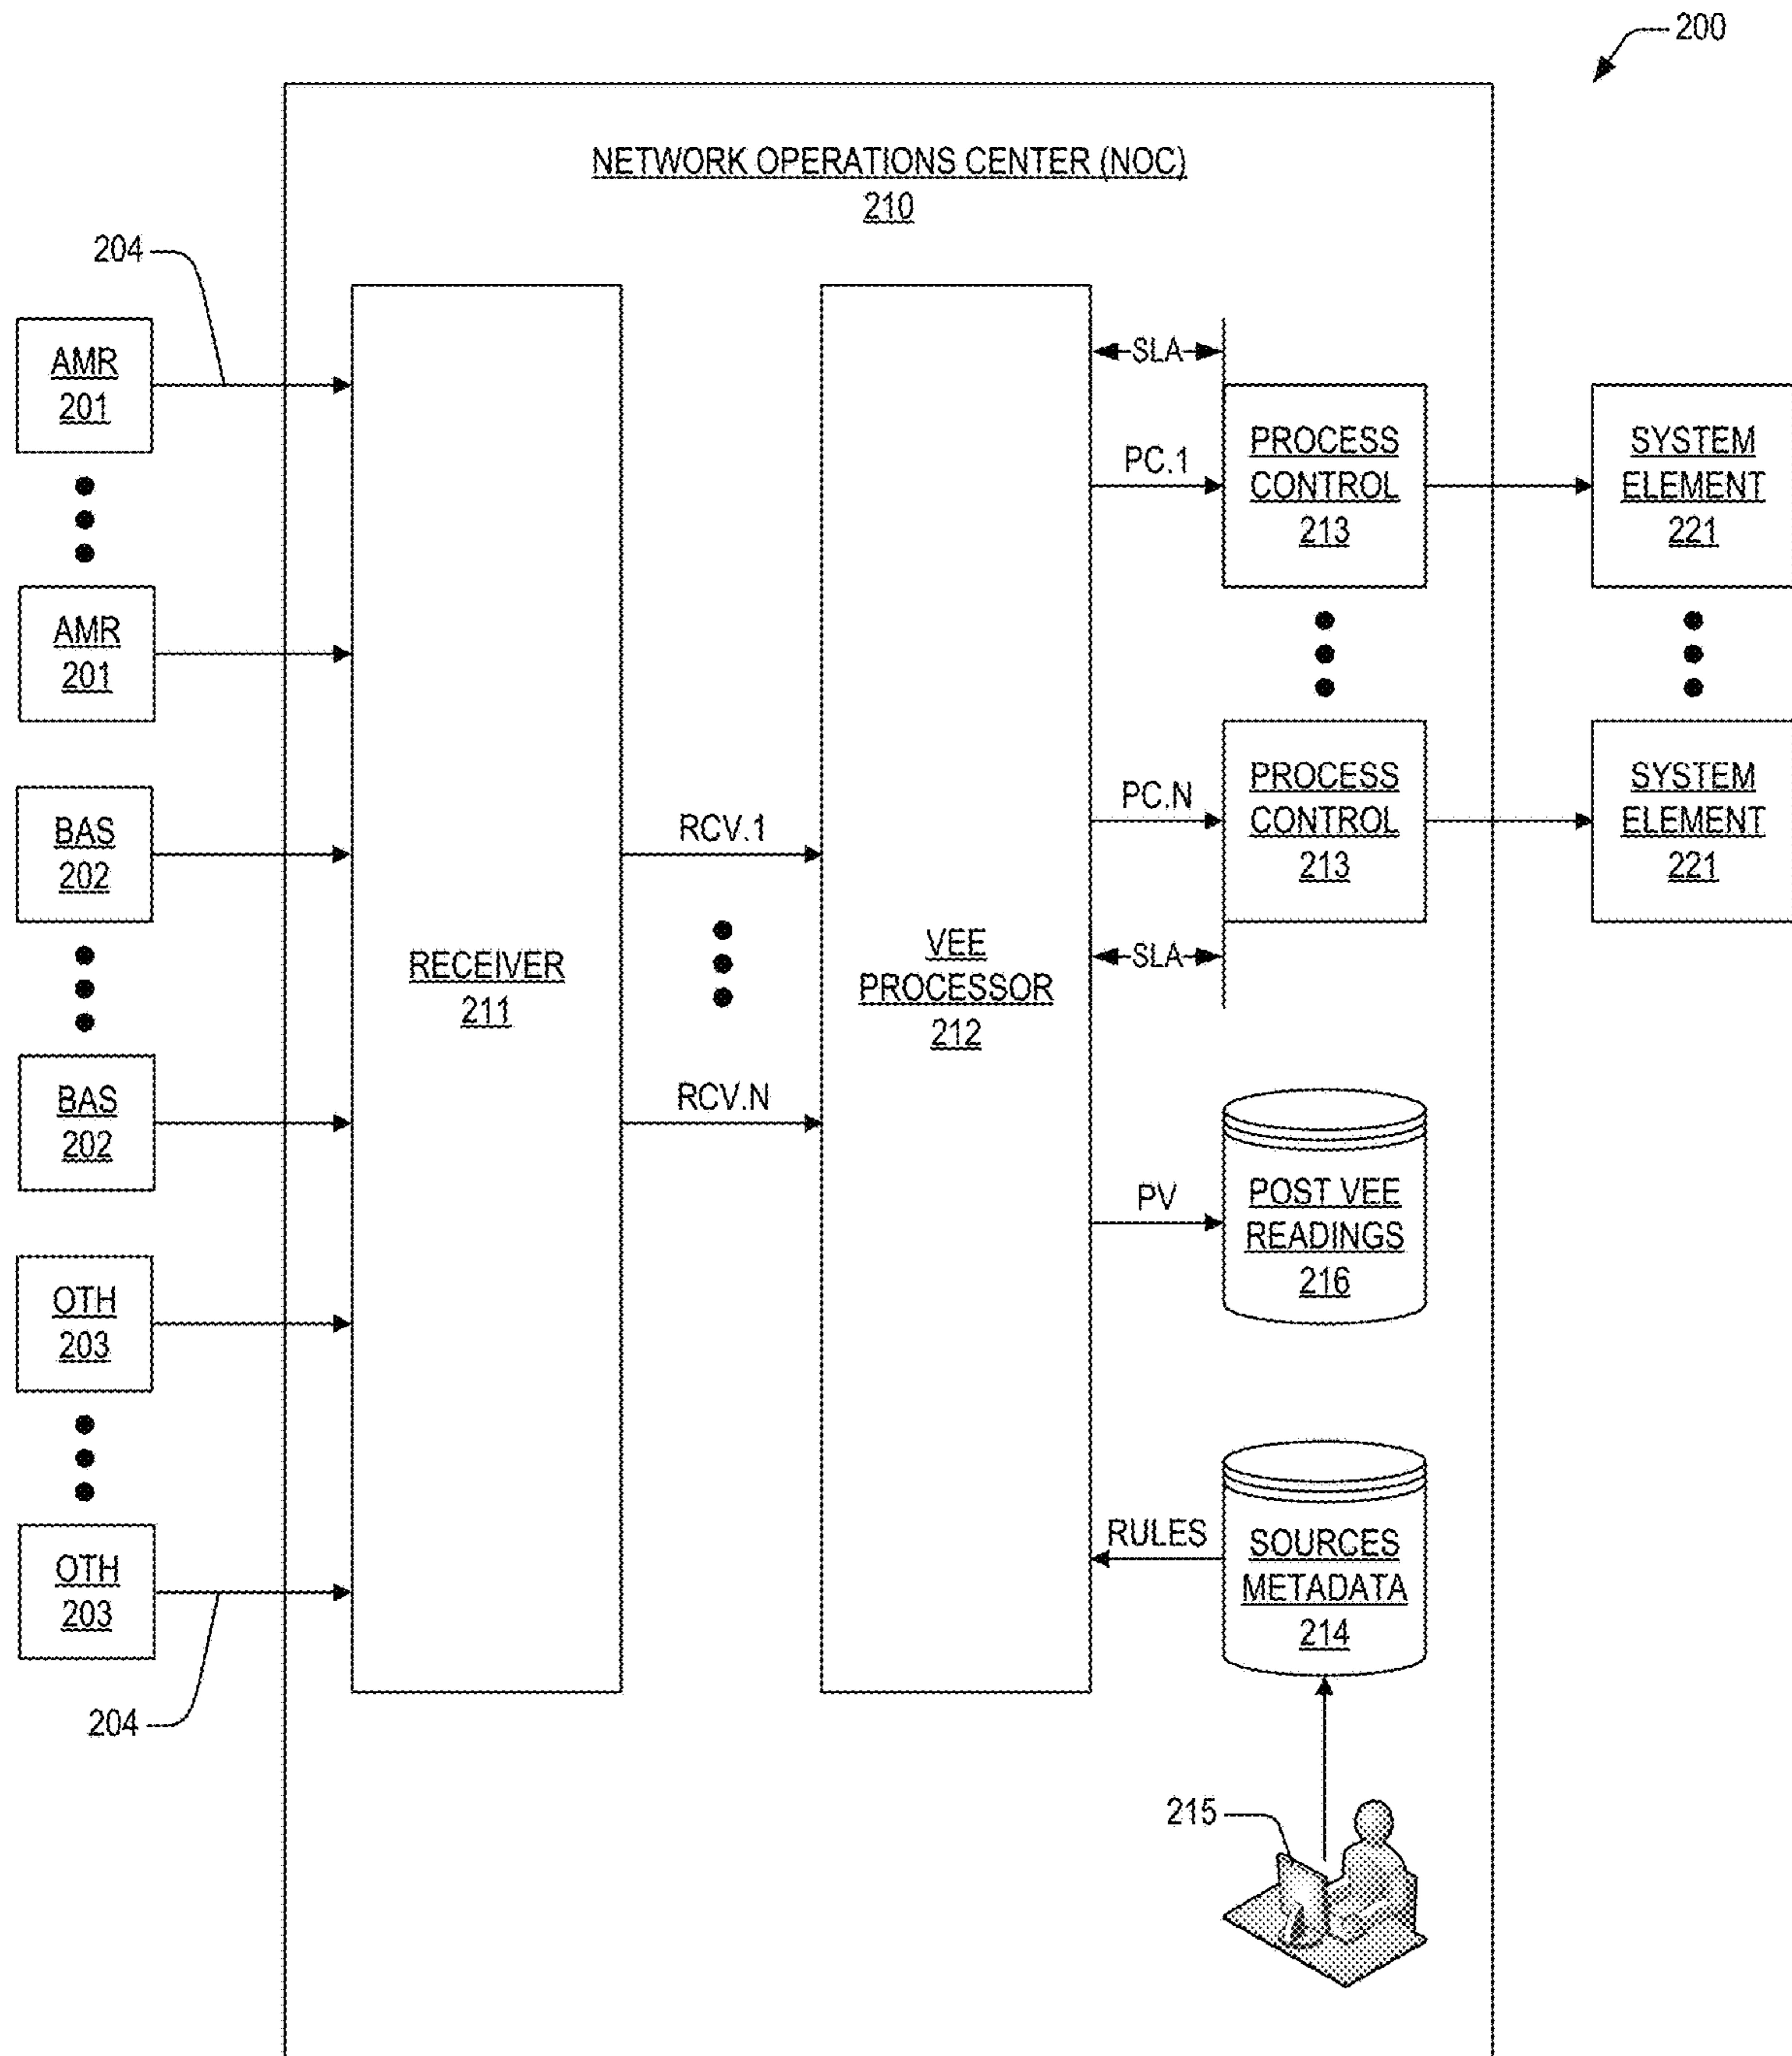 200
NETWORK OPERATIONS CENTER (NOC)
210
204
AMR
201
AMR
201
BAS
202
BAS
202
OTH
203
OTH
203
204
RECEIVER
211
RCV.1
RCV.N
VEE
PROCESSOR
212
SLA
PC.1
PROCESS
CONTROL
213
SYSTEM
ELEMENT
221
PC.N
PROCESS
CONTROL
213
SYSTEM
ELEMENT
221
SLA
PV
POST VEE
READINGS
216
RULES
SOURCES
METADATA
214
215